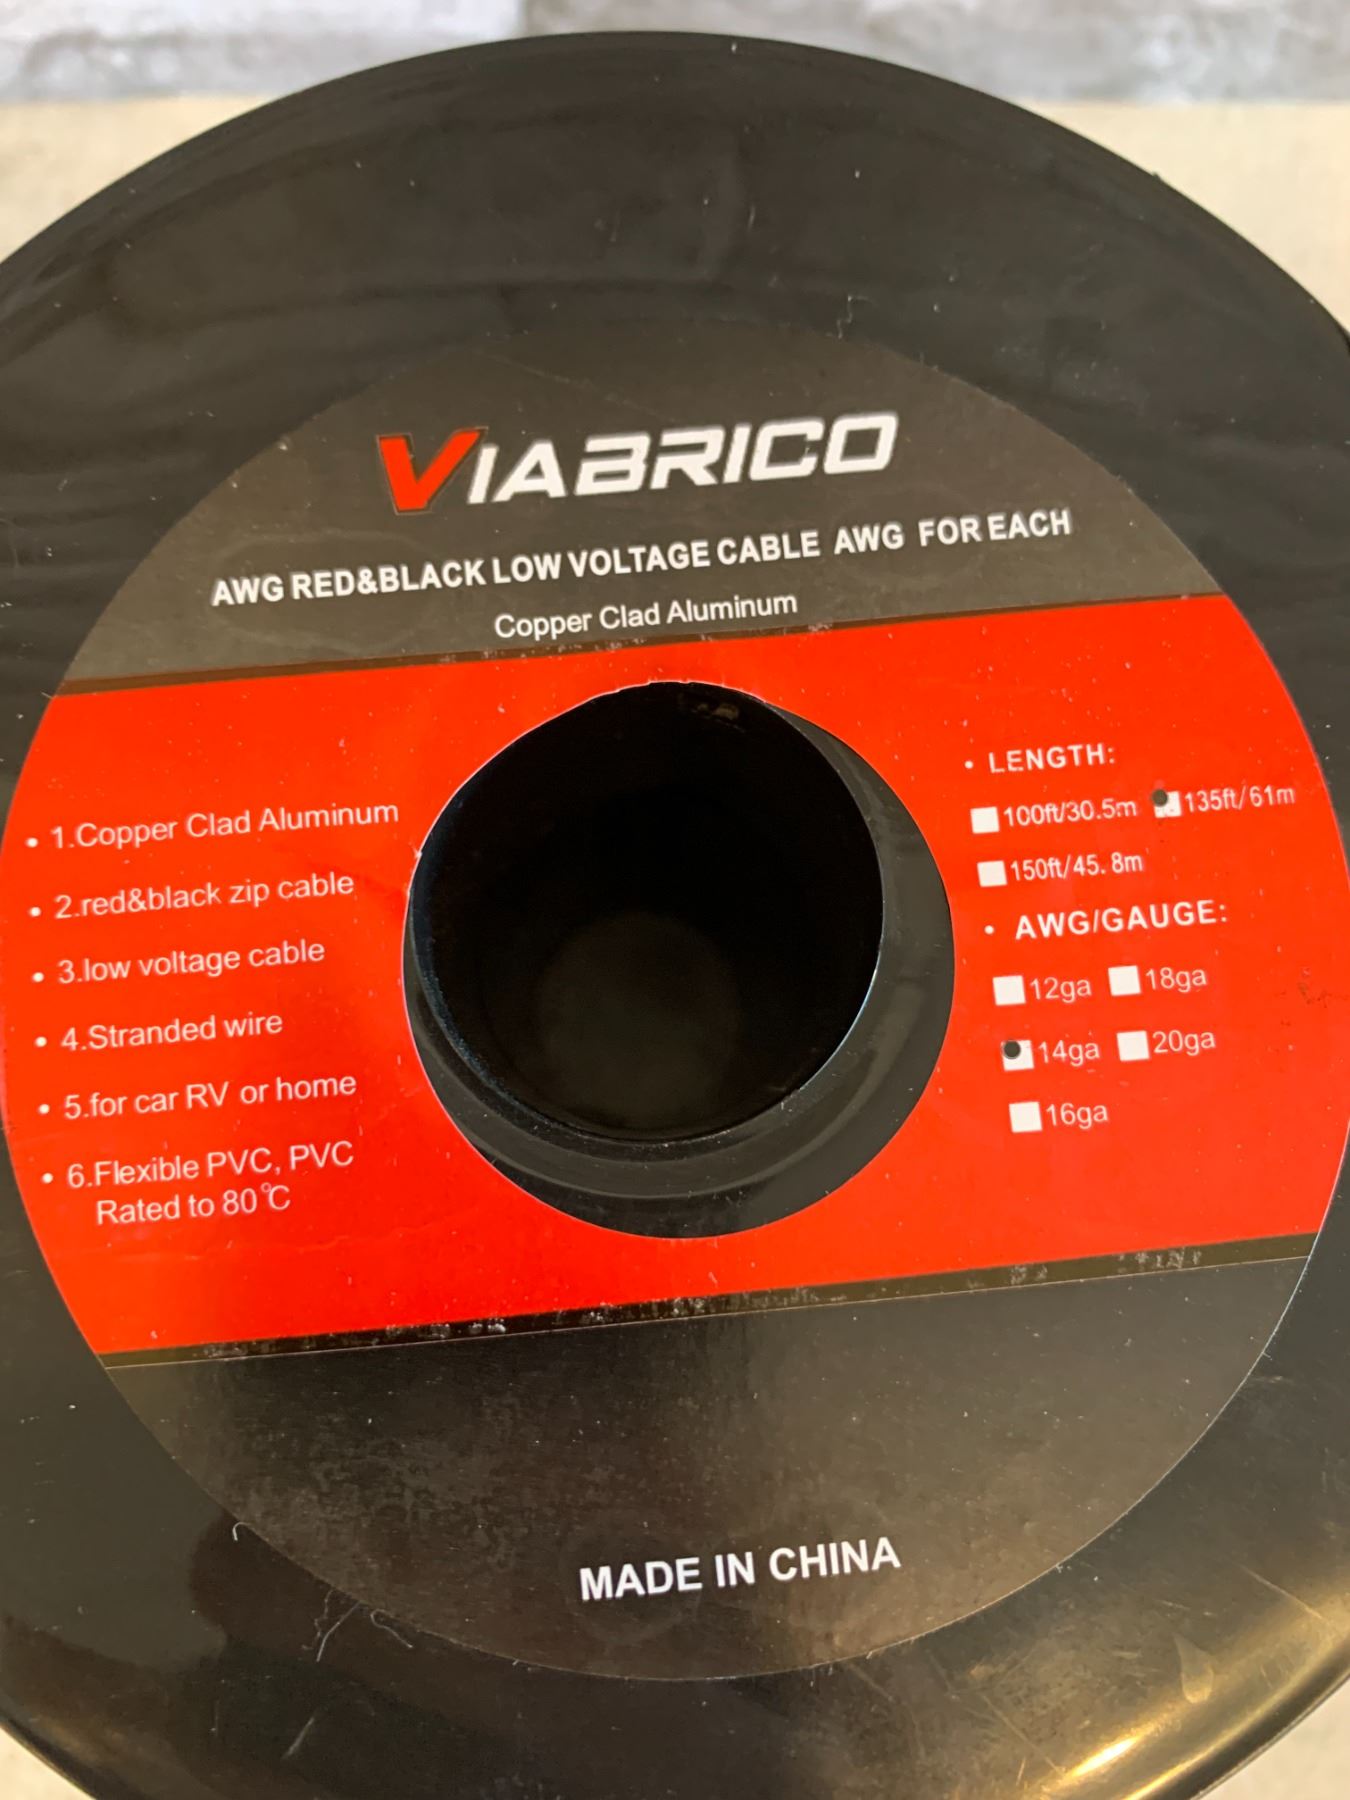 VIABRICO
AWG RED&BLACK LOW VOLTAGE CABLE AWG FOR EACH
Copper Clad Aluminum
• 1.Copper Clad Aluminum
• 2.red&black zip cable
• 3.low voltage cable
• 4.Stranded wire
• 5.for car RV or home
• 6.Flexible PVC, PVC
Rated to 80℃
• LENGTH:
100ft/30.5m 135ft/61m
150ft/45.8m
• AWG/GAUGE:
12ga 18ga
14ga 20ga
16ga
MADE IN CHINA